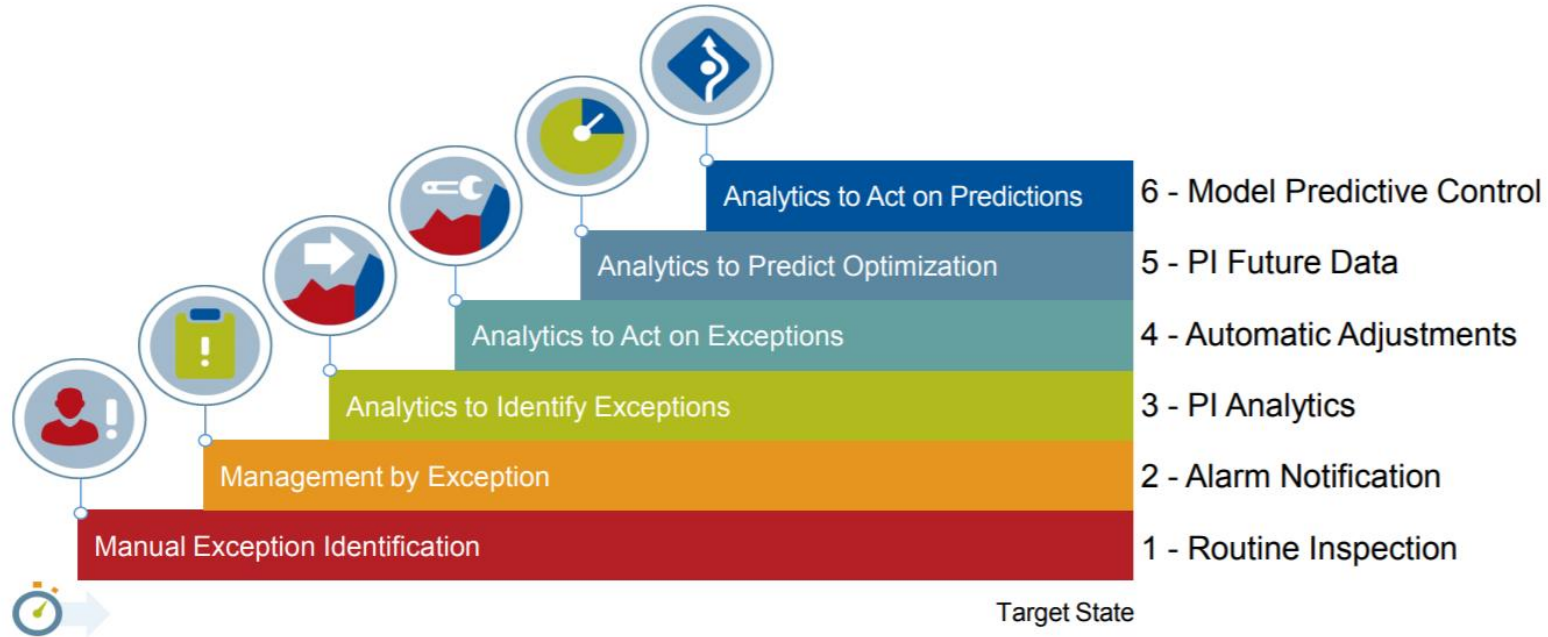 Analytics to Act on Predictions 6 - Model Predictive Control
Analytics to Predict Optimization 5 - PI Future Data
Analytics to Act on Exceptions 4 - Automatic Adjustments
Analytics to Identify Exceptions 3 - PI Analytics
Management by Exception 2 - Alarm Notification
Manual Exception Identification 1 - Routine Inspection
Target State